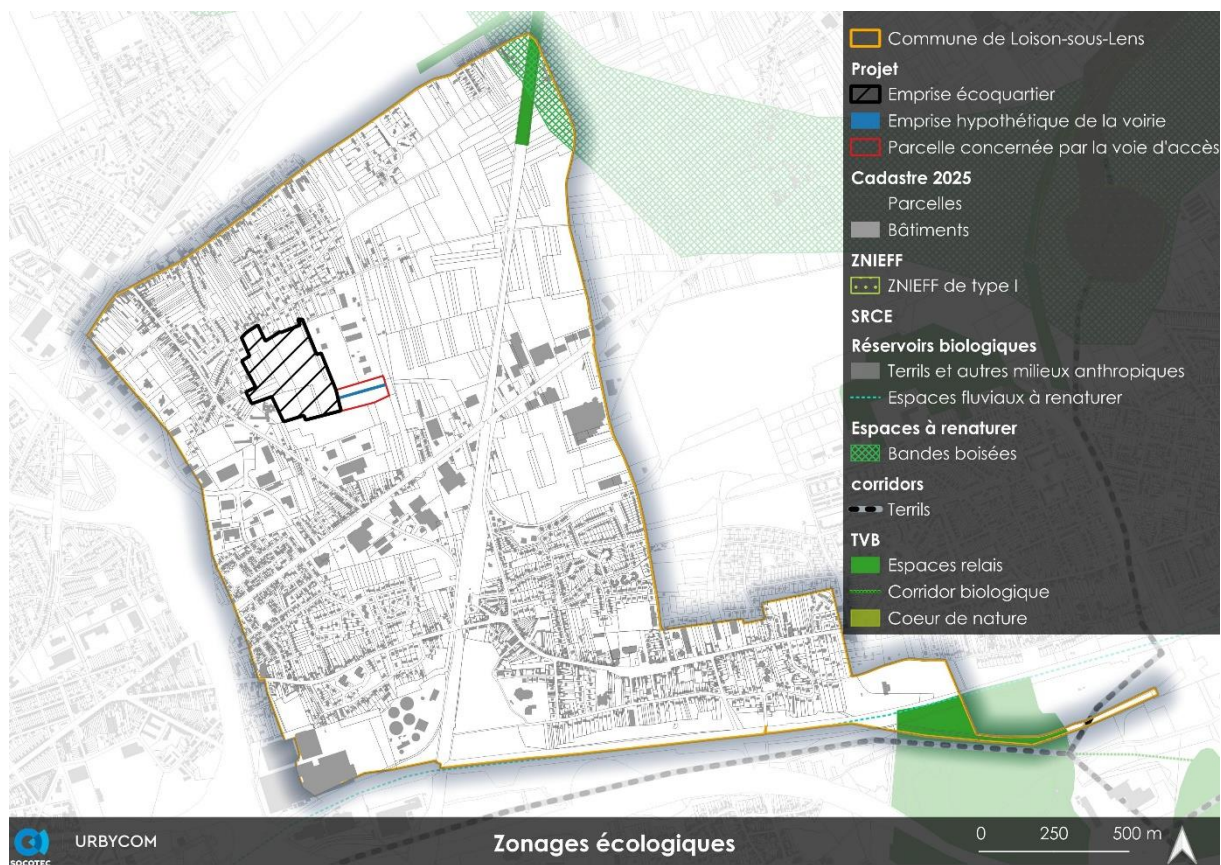 Commune de Loison-sous-Lens
Projet
Emprise écoquartier
Emprise hypothétique de la voirie
Parcelle concernée par la voie d'accès
Cadastre 2025
Parcelles
Bâtiments
ZNIEFF
ZNIEFF de type I
SRCE
Réservoirs biologiques
Terrils et autres milieux anthropiques
Espaces fluviaux à renaturer
Espaces à renaturer
Bandes boisées
corridors
Terrils
TVB
Espaces relais
Corridor biologique
Coeur de nature
SOCOTEC
URBYCOM
Zonages écologiques
0 250 500 m